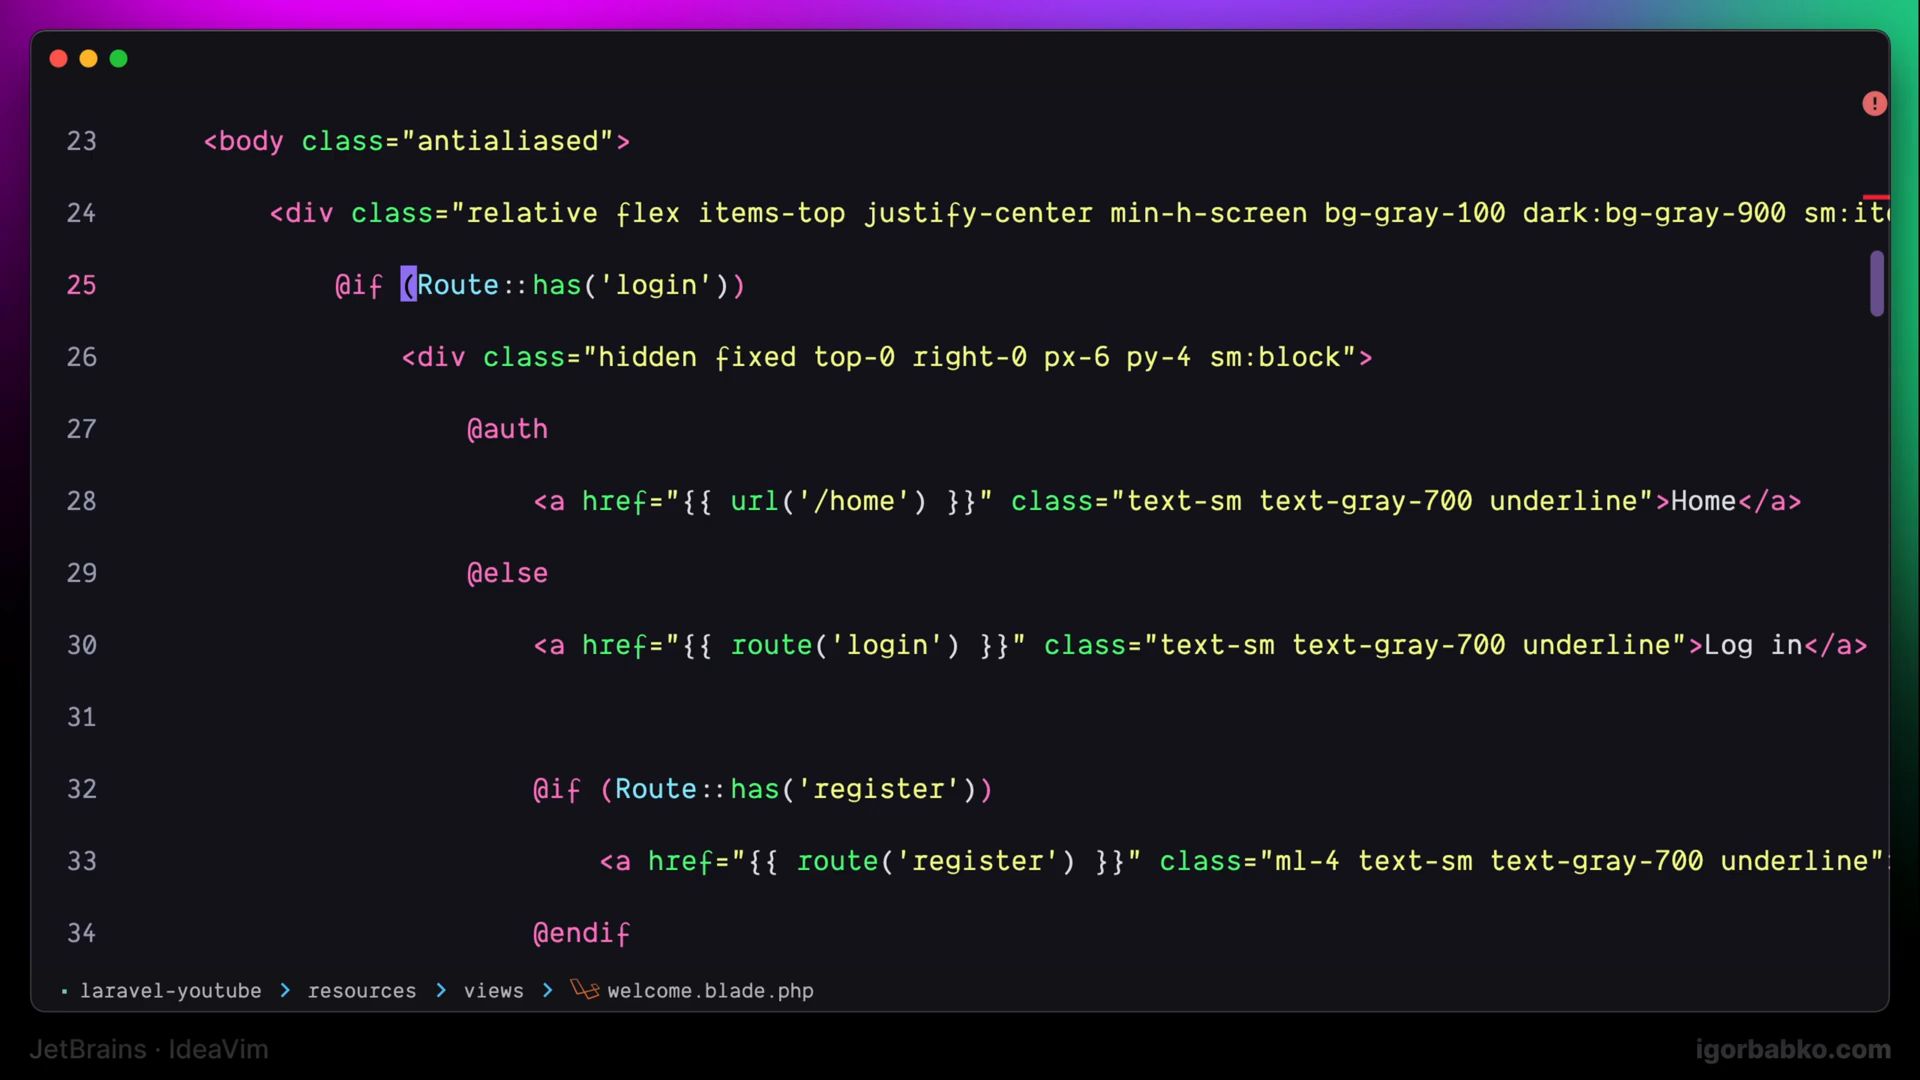 23 <body class="antialiased">
24 <div class="relative flex items-top justify-center min-h-screen bg-gray-100 dark:bg-gray-900 sm:ite
25 @if (Route::has('login'))
26 <div class="hidden fixed top-0 right-0 px-6 py-4 sm:block">
27 @auth
28 <a href="{{ url('/home') }}" class="text-sm text-gray-700 underline">Home</a>
29 @else
30 <a href="{{ route('login') }}" class="text-sm text-gray-700 underline">Log in</a>
31
32 @if (Route::has('register'))
33 <a href="{{ route('register') }}" class="ml-4 text-sm text-gray-700 underline">
34 @endif
laravel-youtube > resources > views > welcome.blade.php
JetBrains · IdeaVim
igorbabko.com